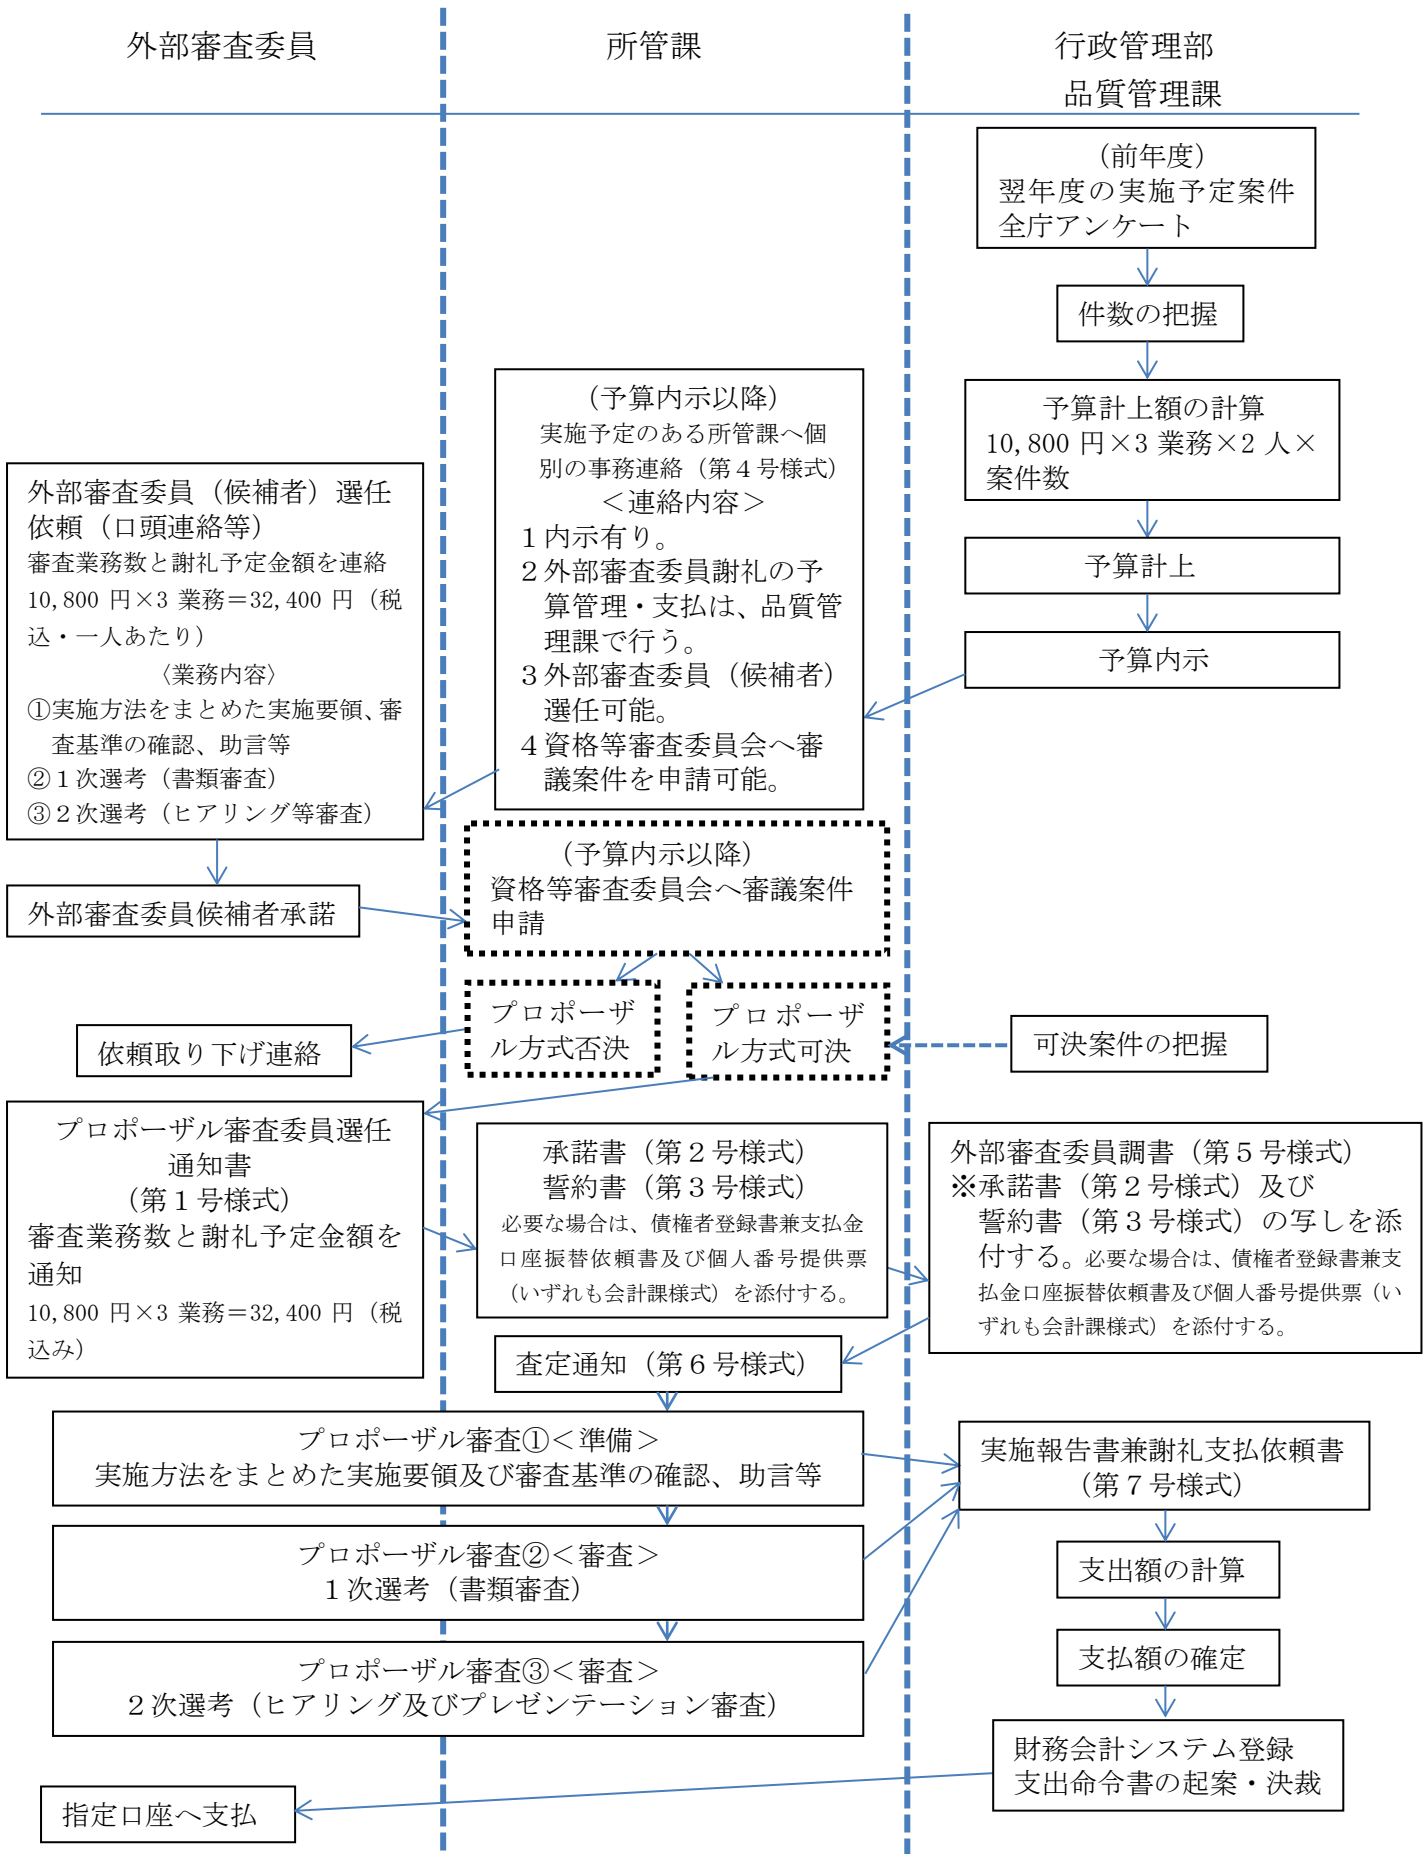 外部審査委員
所管課
行政管理部
品質管理課
（前年度）
翌年度の実施予定案件
全庁アンケート
件数の把握
予算計上額の計算
10,800 円×3 業務×2 人×
案件数
予算計上
予算内示
（予算内示以降）
実施予定のある所管課へ個
別の事務連絡（第４号様式）
＜連絡内容＞
１内示有り。
２外部審査委員謝礼の予
算管理・支払は、品質管
理課で行う。
３外部審査委員（候補者）
選任可能。
４資格等審査委員会へ審
議案件を申請可能。
外部審査委員（候補者）選任
依頼（口頭連絡等）
審査業務数と謝礼予定金額を連絡
10,800 円×3 業務＝32,400 円（税
込・一人あたり）
〈業務内容〉
①実施方法をまとめた実施要領、審
査基準の確認、助言等
②１次選考（書類審査）
③２次選考（ヒアリング等審査）
外部審査委員候補者承諾
（予算内示以降）
資格等審査委員会へ審議案件
申請
プロポーザ
ル方式否決
プロポーザ
ル方式可決
依頼取り下げ連絡
可決案件の把握
プロポーザル審査委員選任
通知書
（第１号様式）
審査業務数と謝礼予定金額を
通知
10,800 円×3 業務＝32,400 円（税
込み）
承諾書（第２号様式）
誓約書（第３号様式）
必要な場合は、債権者登録書兼支払金
口座振替依頼書及び個人番号提供票
（いずれも会計課様式）を添付する。
外部審査委員調書（第５号様式）
※承諾書（第２号様式）及び
誓約書（第３号様式）の写しを添
付する。必要な場合は、債権者登録書兼支
払金口座振替依頼書及び個人番号提供票（い
ずれも会計課様式）を添付する。
査定通知（第６号様式）
プロポーザル審査①＜準備＞
実施方法をまとめた実施要領及び審査基準の確認、助言等
プロポーザル審査②＜審査＞
１次選考（書類審査）
プロポーザル審査③＜審査＞
２次選考（ヒアリング及びプレゼンテーション審査）
実施報告書兼謝礼支払依頼書
（第７号様式）
支出額の計算
支払額の確定
財務会計システム登録
支出命令書の起案・決裁
指定口座へ支払